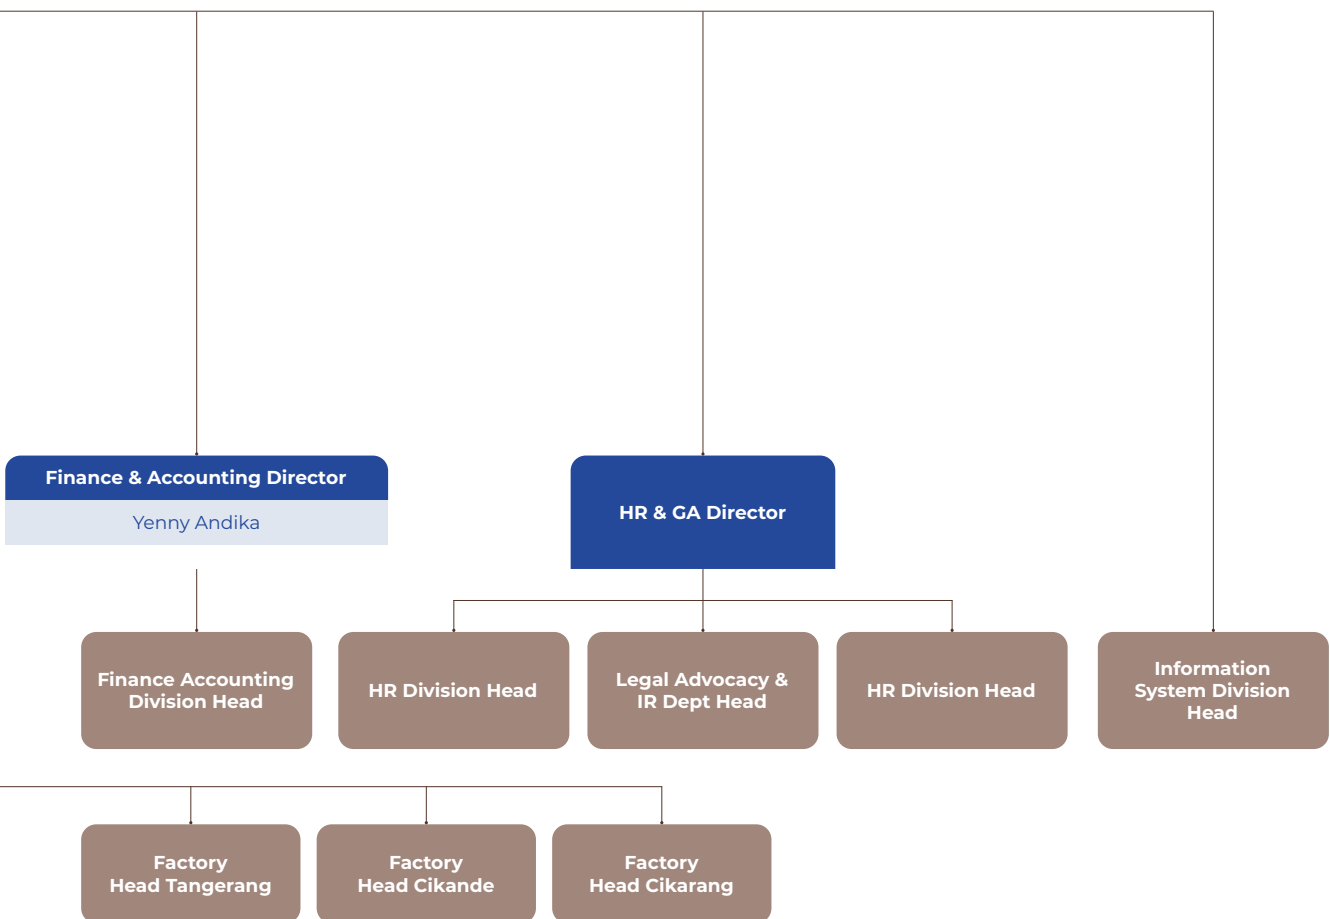 Finance & Accounting Director
Yenny Andika
HR & GA Director
Finance Accounting
Division Head
HR Division Head
Legal Advocacy &
IR Dept Head
HR Division Head
Information
System Division
Head
Factory
Head Tangerang
Factory
Head Cikande
Factory
Head Cikarang